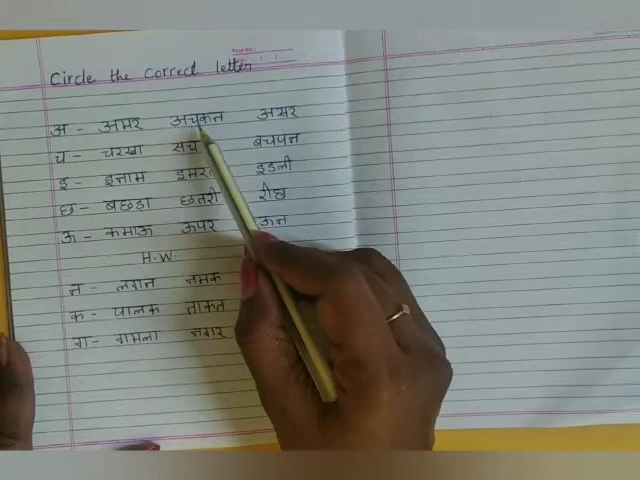 Circle the correct letter
अ - अमर अचकन असर
च - चरखा सच बचपन
इ - इनाम इमर इडली
छ - बछडा छतरी रीछ
ऊ - कमाऊ ऊपर ऊन
H.W.
न - लगान नमक
क - पालक ताकत
ग - गमला नगर